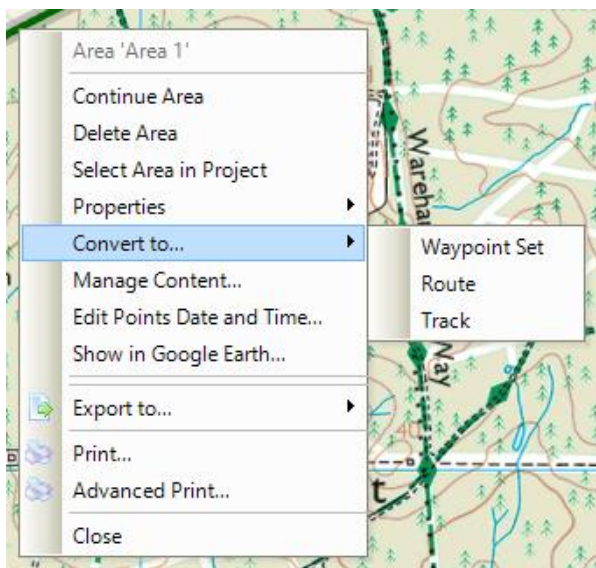 Area 'Area 1'
Continue Area
Delete Area
Select Area in Project
Properties
Convert to...
Waypoint Set
Route
Track
Manage Content...
Edit Points Date and Time...
Show in Google Earth...
Export to...
Print...
Advanced Print...
Close
Wareha
Way
40
t